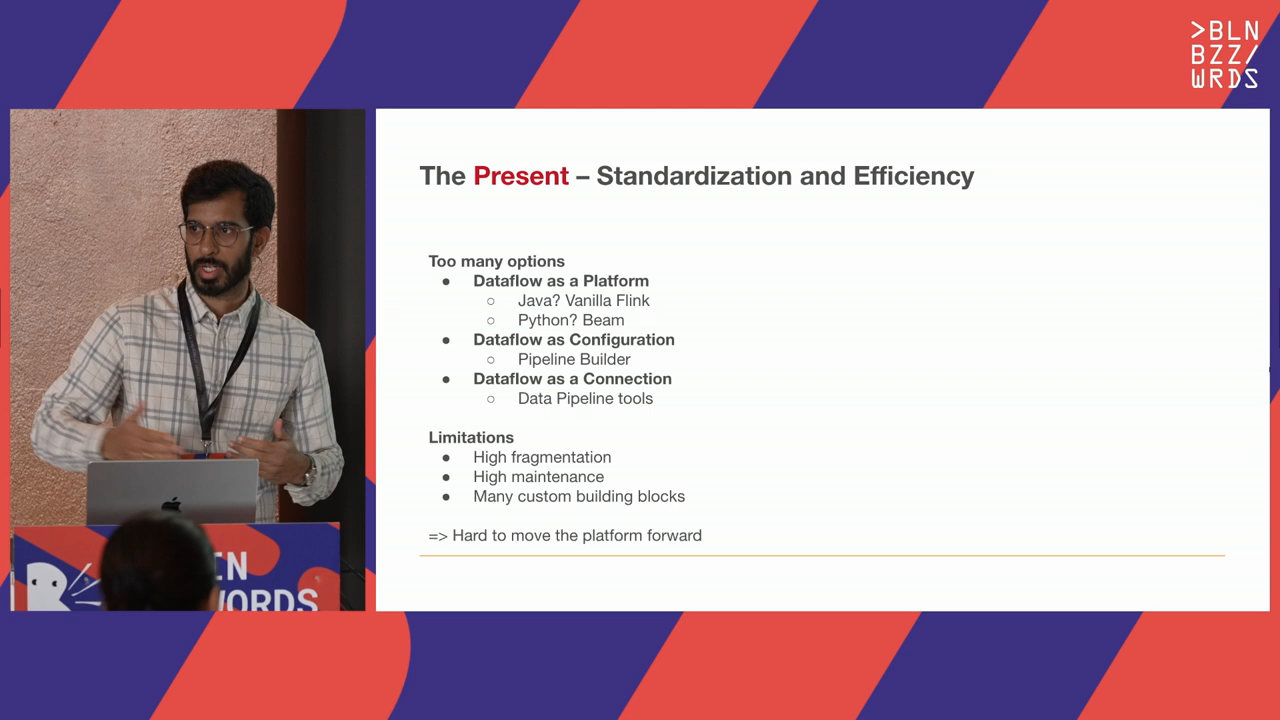 >BLN
BZZ/
WRDS
The Present – Standardization and Efficiency
Too many options
● Dataflow as a Platform
○ Java? Vanilla Flink
○ Python? Beam
● Dataflow as Configuration
○ Pipeline Builder
● Dataflow as a Connection
○ Data Pipeline tools
Limitations
● High fragmentation
● High maintenance
● Many custom building blocks
=> Hard to move the platform forward